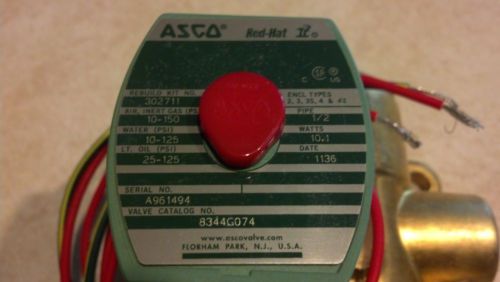 ASCO Red-Hat II
C US
REBUILD KIT NO. ENCL TYPES
302711 2, 3, 3S, 4 & 4X
AIR, INERT GAS (PSI) PIPE
10-150 1/2
WATER (PSI) WATTS
10-125 10.1
LT. OIL (PSI) DATE
25-125 1136
SERIAL NO.
A961494
VALVE CATALOG NO.
8344G074
www.ascovalve.com
FLORHAM PARK, N.J., U.S.A.